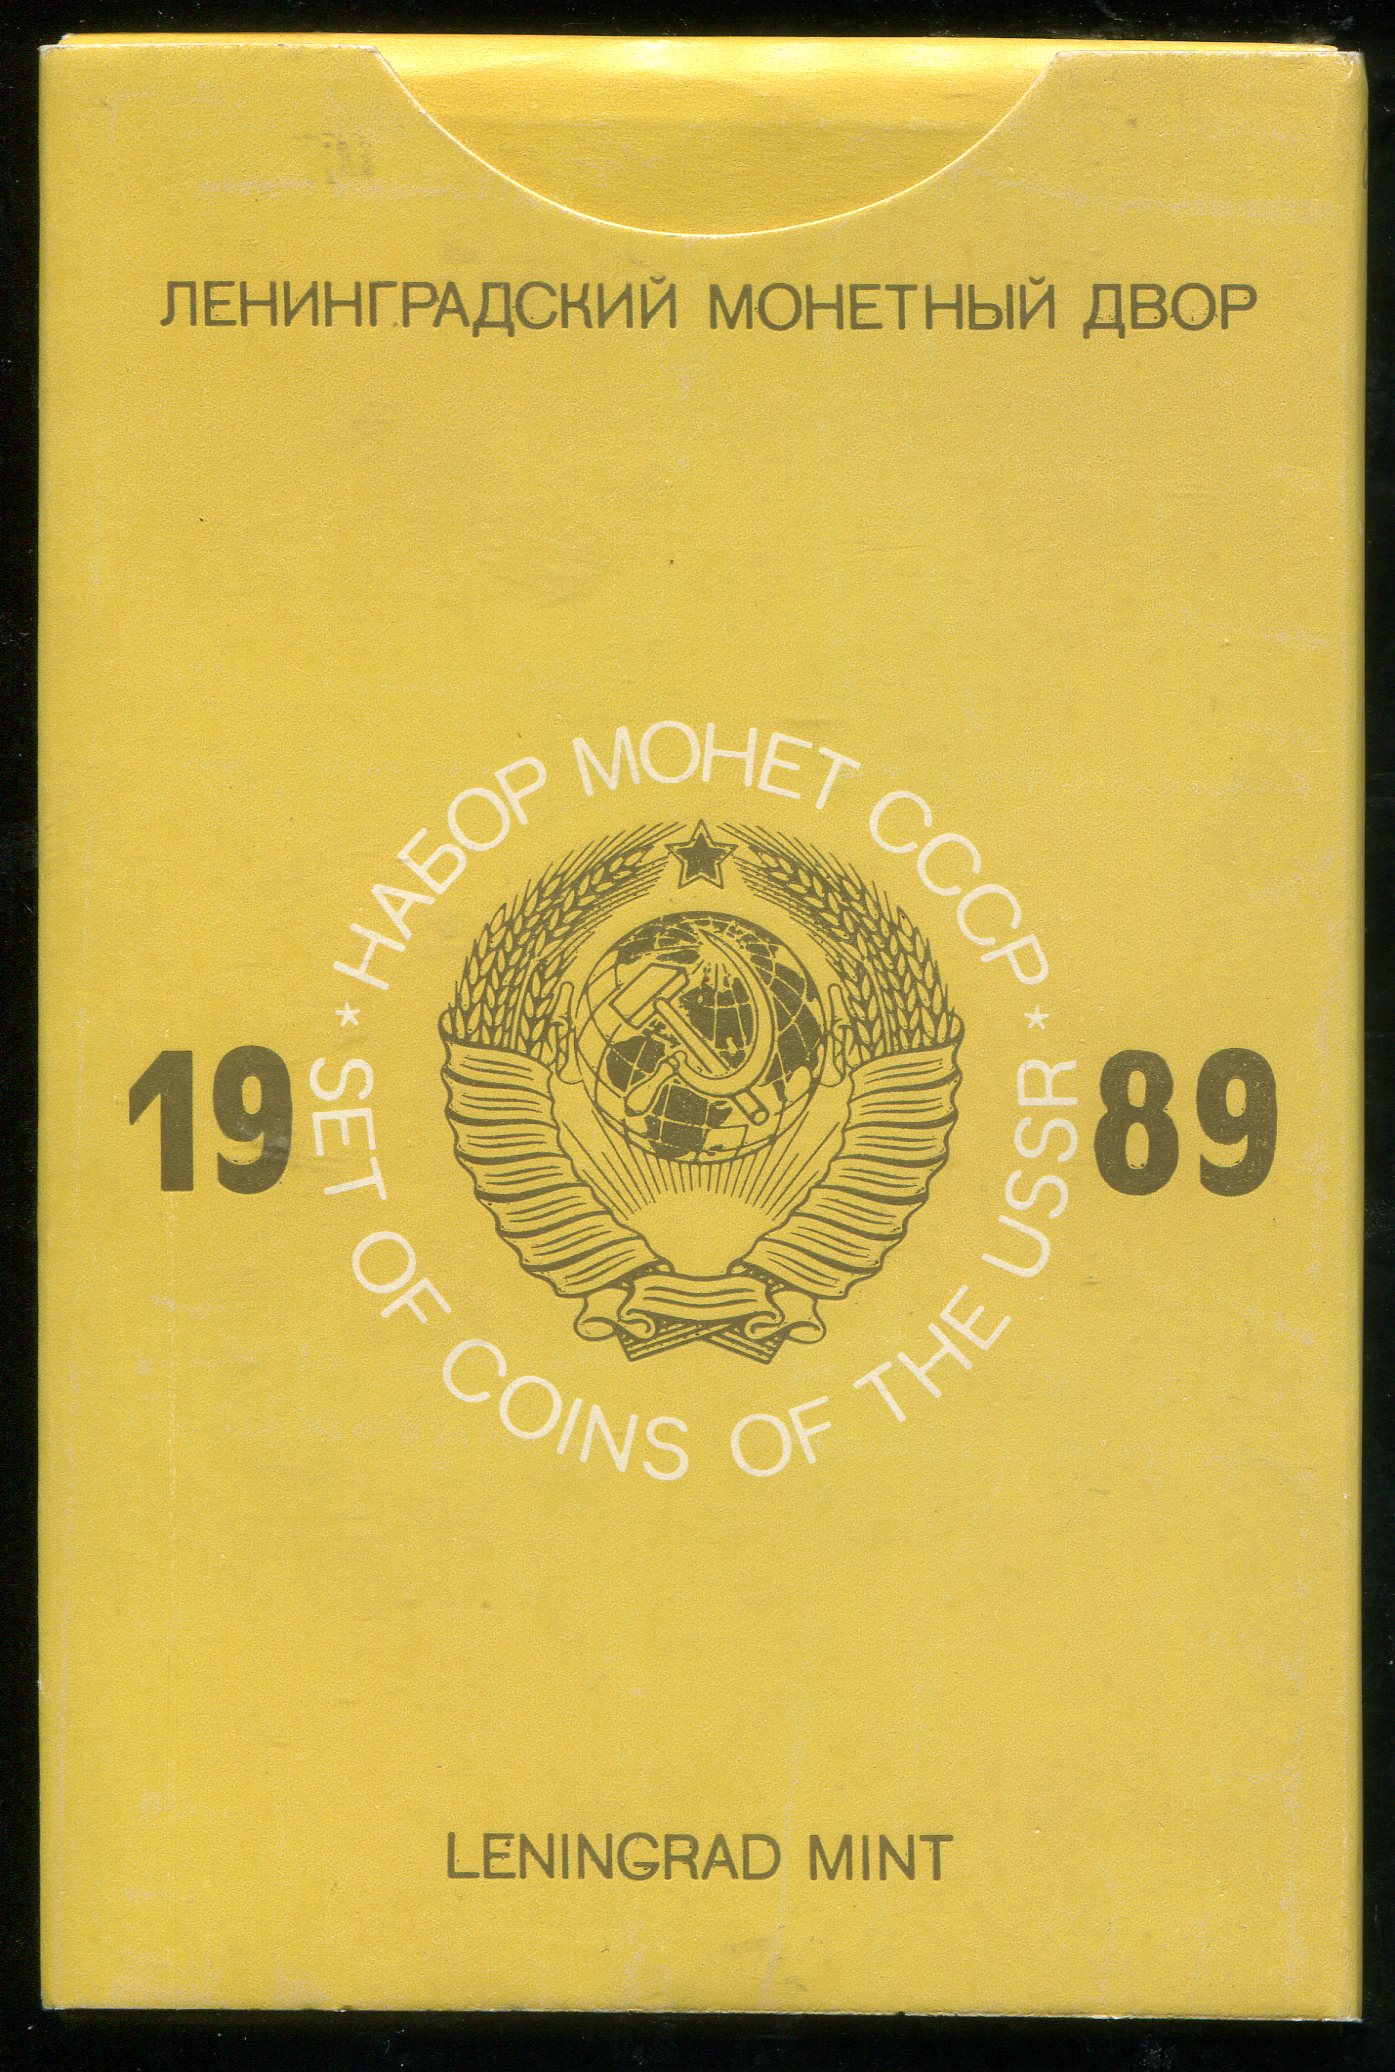 ЛЕНИНГРАДСКИЙ МОНЕТНЫЙ ДВОР
* НАБОР МОНЕТ СССР *
19 89
SET OF COINS OF THE USSR
LENINGRAD MINT